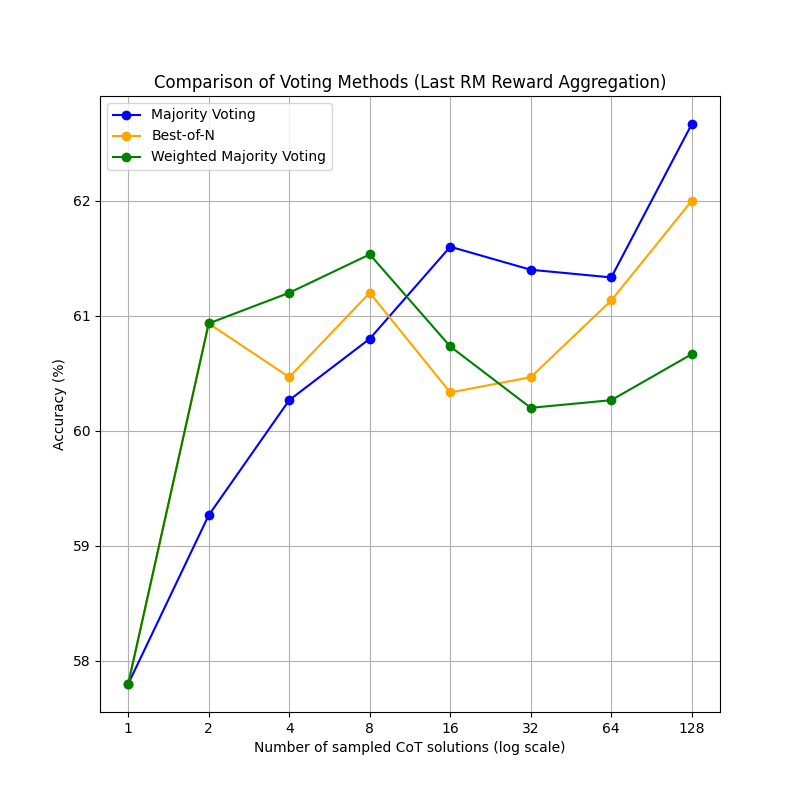 Comparison of Voting Methods (Last RM Reward Aggregation)
Majority Voting
Best-of-N
Weighted Majority Voting
62
61
60
59
58
Accuracy (%)
1 2 4 8 16 32 64 128
Number of sampled CoT solutions (log scale)